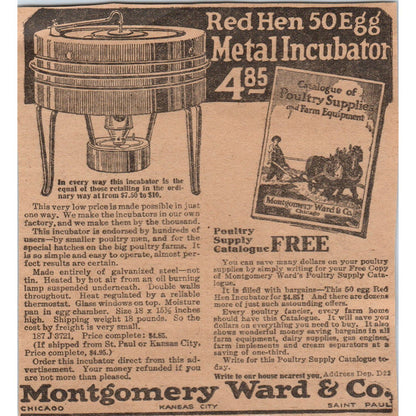 Red Hen 50 Egg
Metal Incubator
4.85
Catalogue of
Poultry Supplies
and Farm Equipment
Montgomery Ward & Co.
Chicago
In every way this incubator is the
equal of those retailing in the ordi-
nary way at from $7.50 to $10.
This very low price is made possible in just
one way. We make the incubators in our own
factory, and we make them by the thousand.
This incubator is endorsed by hundreds of
users—by smaller poultry men, and for the
special hatches on the big poultry farms. It
is so simple and easy to operate, almost per-
fect results are certain.
Made entirely of galvanized steel—not
tin. Heated by hot air from an oil burning
lamp suspended underneath. Double walls
throughout. Heat regulated by a reliable
thermostat. Glass windows on top. Moisture
pan in egg chamber. Size 18 x 15½ inches
high. Shipping weight, 18 pounds. So the
cost by freight is very small.
187 J 3721. Price complete: $4.85.
(If shipped from St. Paul or Kansas City,
Price complete, $4.95.)
Order this incubator direct from this ad-
vertisement. Your money refunded if you
are not more than pleased.
Poultry
Supply
Catalogue FREE
You can save many dollars on your poultry
supplies by simply writing for your Free Copy
of Montgomery Ward's Poultry Supply Cata-
logue.
It is filled with bargains—This 50 egg Red
Hen Incubator for $4.85! And there are dozens
more of just such astounding offers.
Every poultry fancier, every farm home
should have this Catalogue. It will save you
dollars on everything you need to buy. It also
shows wonderful money saving bargains in all
farm equipment, dairy supplies, gas engines,
farm implements and cream separators at a
saving of one-third.
Write for this Poultry Supply Catalogue to-
day.
Write to our house nearest you. Address Dep. D23
Montgomery Ward & Co.
CHICAGO KANSAS CITY SAINT PAUL